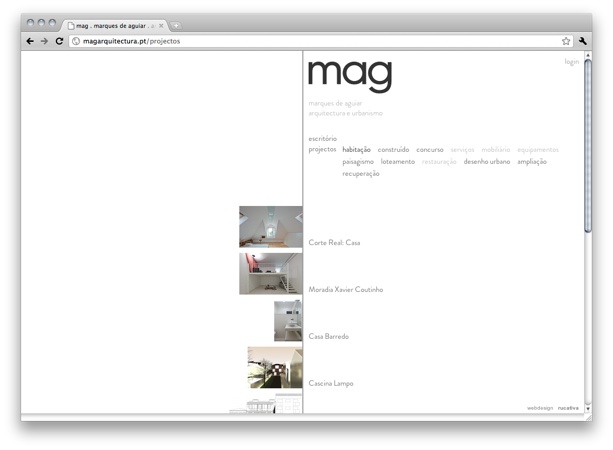 mag . marques de aguiar . a
magarquitectura.pt/projectos
login
mag
marques de aguiar
arquitectura e urbanismo
escritório
projectos habitação construído concurso serviços mobiliário equipamentos
paisagismo loteamento restauração desenho urbano ampliação
recuperação
Corte Real: Casa
Moradia Xavier Coutinho
Casa Barredo
Cascina Lampo
webdesign nucativa